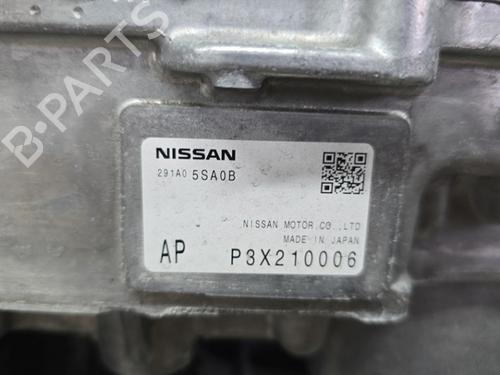 B-PARTS
NISSAN
291A0 5SA0B
NISSAN MOTOR.CO.,LTD
MADE IN JAPAN
AP P3X210006